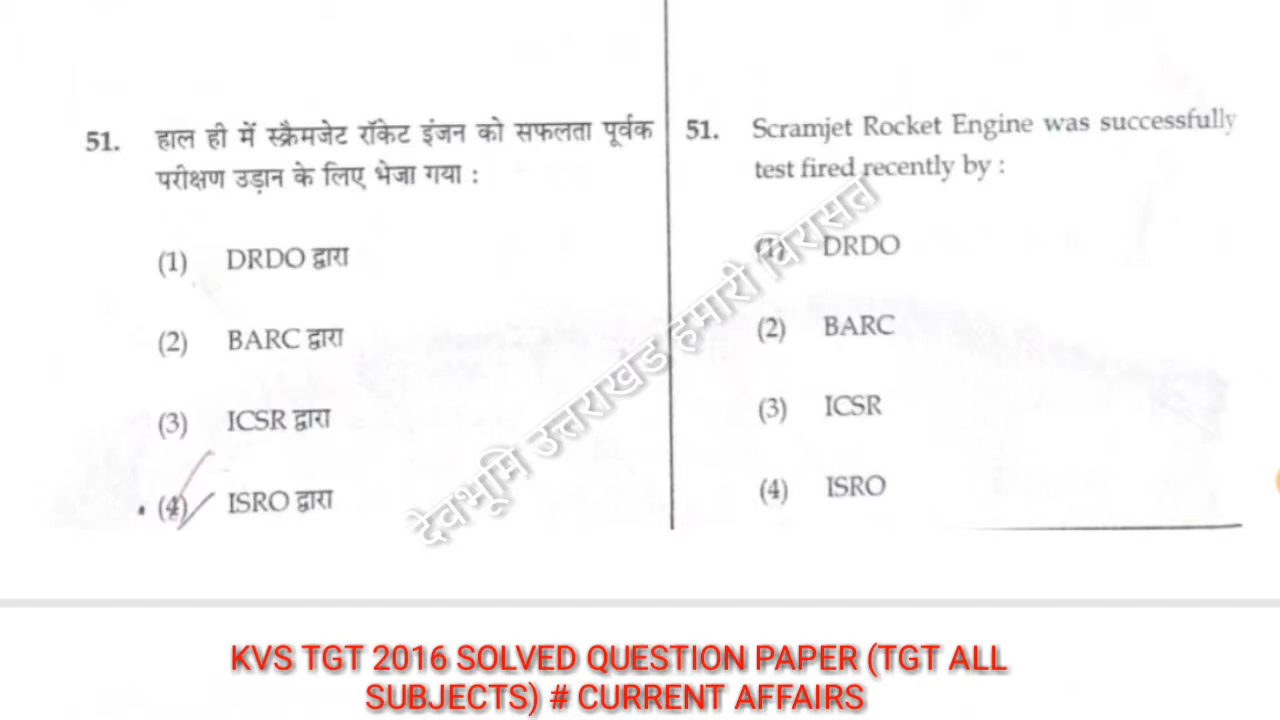 51. हाल ही में स्क्रैमजेट रॉकेट इंजन को सफलता पूर्वक
परीक्षण उड़ान के लिए भेजा गया :
(1) DRDO द्वारा
(2) BARC द्वारा
(3) ICSR द्वारा
(4) ISRO द्वारा
51. Scramjet Rocket Engine was successfully
test fired recently by :
(1) DRDO
(2) BARC
(3) ICSR
(4) ISRO
देवभूमि उत्तराखंड हमारी विरासत
KVS TGT 2016 SOLVED QUESTION PAPER (TGT ALL
SUBJECTS) # CURRENT AFFAIRS